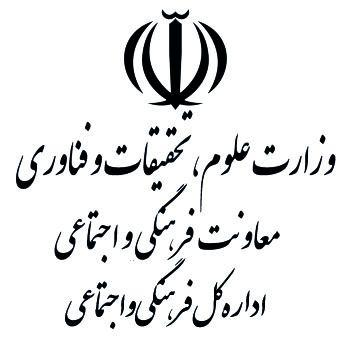 وزارت علوم، تحقیقات و فناوری
معاونت فرهنگی و اجتماعی
اداره کل فرهنگی و اجتماعی